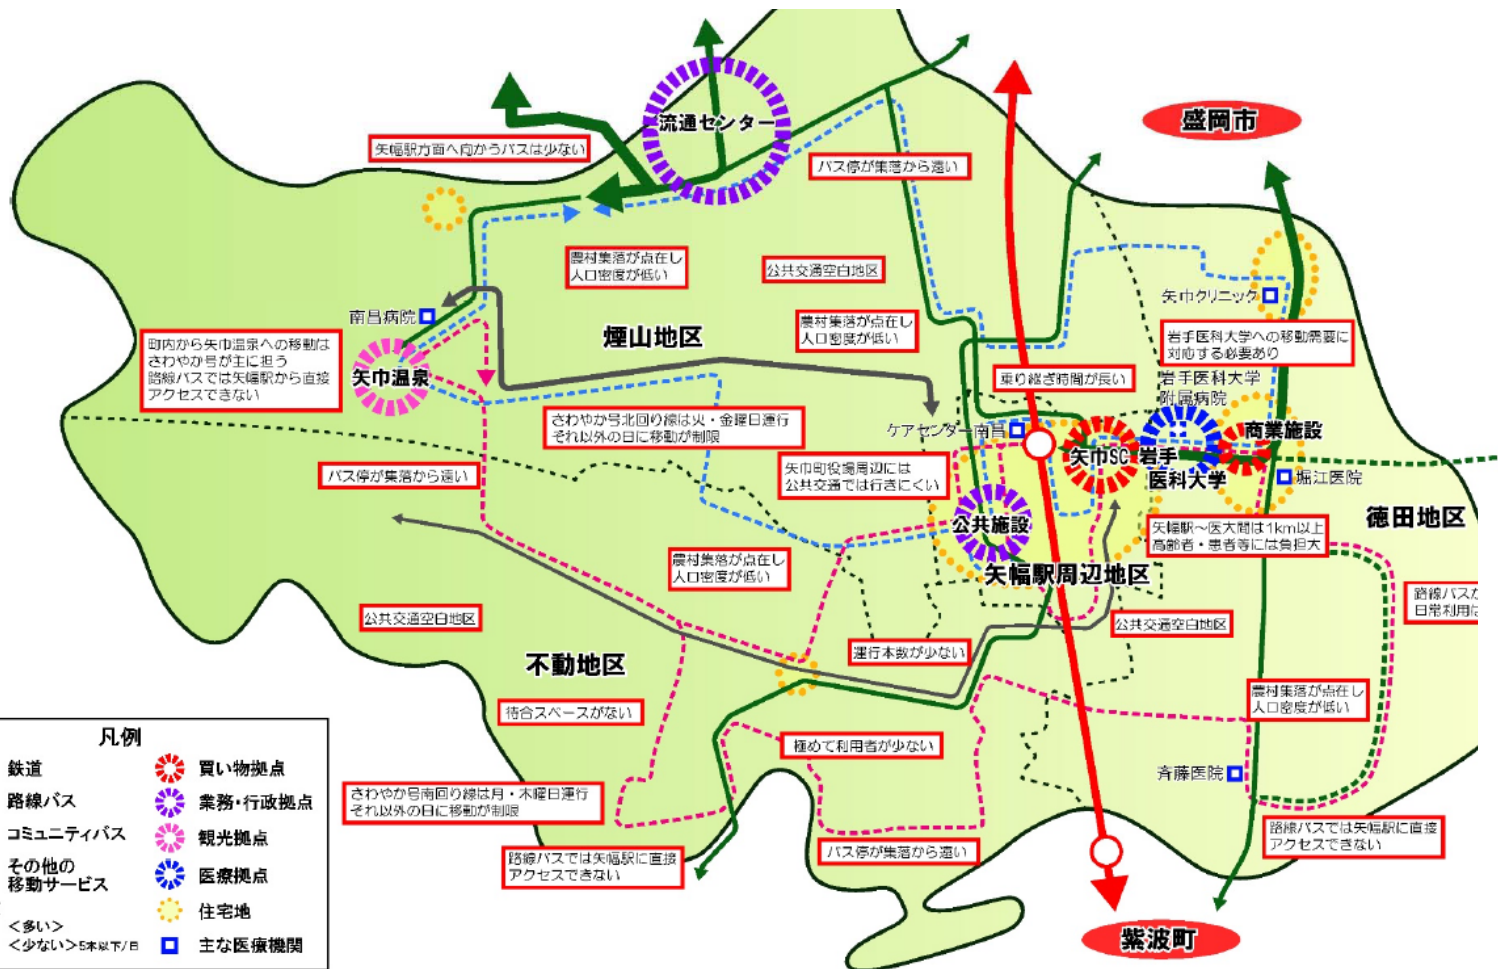 盛岡市
流通センター
矢幅駅方面へ向かうバスは少ない
バス停が集落から遠い
農村集落が点在し
人口密度が低い
公共交通空白地区
矢巾クリニック
南昌病院
煙山地区
農村集落が点在し
人口密度が低い
岩手医科大学への移動需要に
対応する必要あり
町内から矢巾温泉への移動は
さわやか号が主に担う
路線バスでは矢幅駅から直接
アクセスできない
矢巾温泉
乗り継ぎ時間が長い
岩手医科大学
附属病院
さわやか号北回り線は火・金曜日運行
それ以外の日に移動が制限
ケアセンター南昌
矢巾SC
岩手
医科大学
商業施設
バス停が集落から遠い
矢巾町役場周辺には
公共交通では行きにくい
堀江医院
公共施設
矢幅駅～医大間は1km以上
高齢者・患者等には負担大
徳田地区
農村集落が点在し
人口密度が低い
矢幅駅周辺地区
路線バスが
日常利用に
公共交通空白地区
公共交通空白地区
運行本数が少ない
不動地区
農村集落が点在し
人口密度が低い
待合スペースがない
極めて利用者が少ない
斉藤医院
さわやか号南回り線は月・木曜日運行
それ以外の日に移動が制限
路線バスでは矢幅駅に直接
アクセスできない
バス停が集落から遠い
路線バスでは矢幅駅に直接
アクセスできない
紫波町
凡例
鉄道
買い物拠点
路線バス
業務・行政拠点
コミュニティバス
観光拠点
その他の
移動サービス
医療拠点
住宅地
＜多い＞
＜少ない＞5本以下/日
主な医療機関